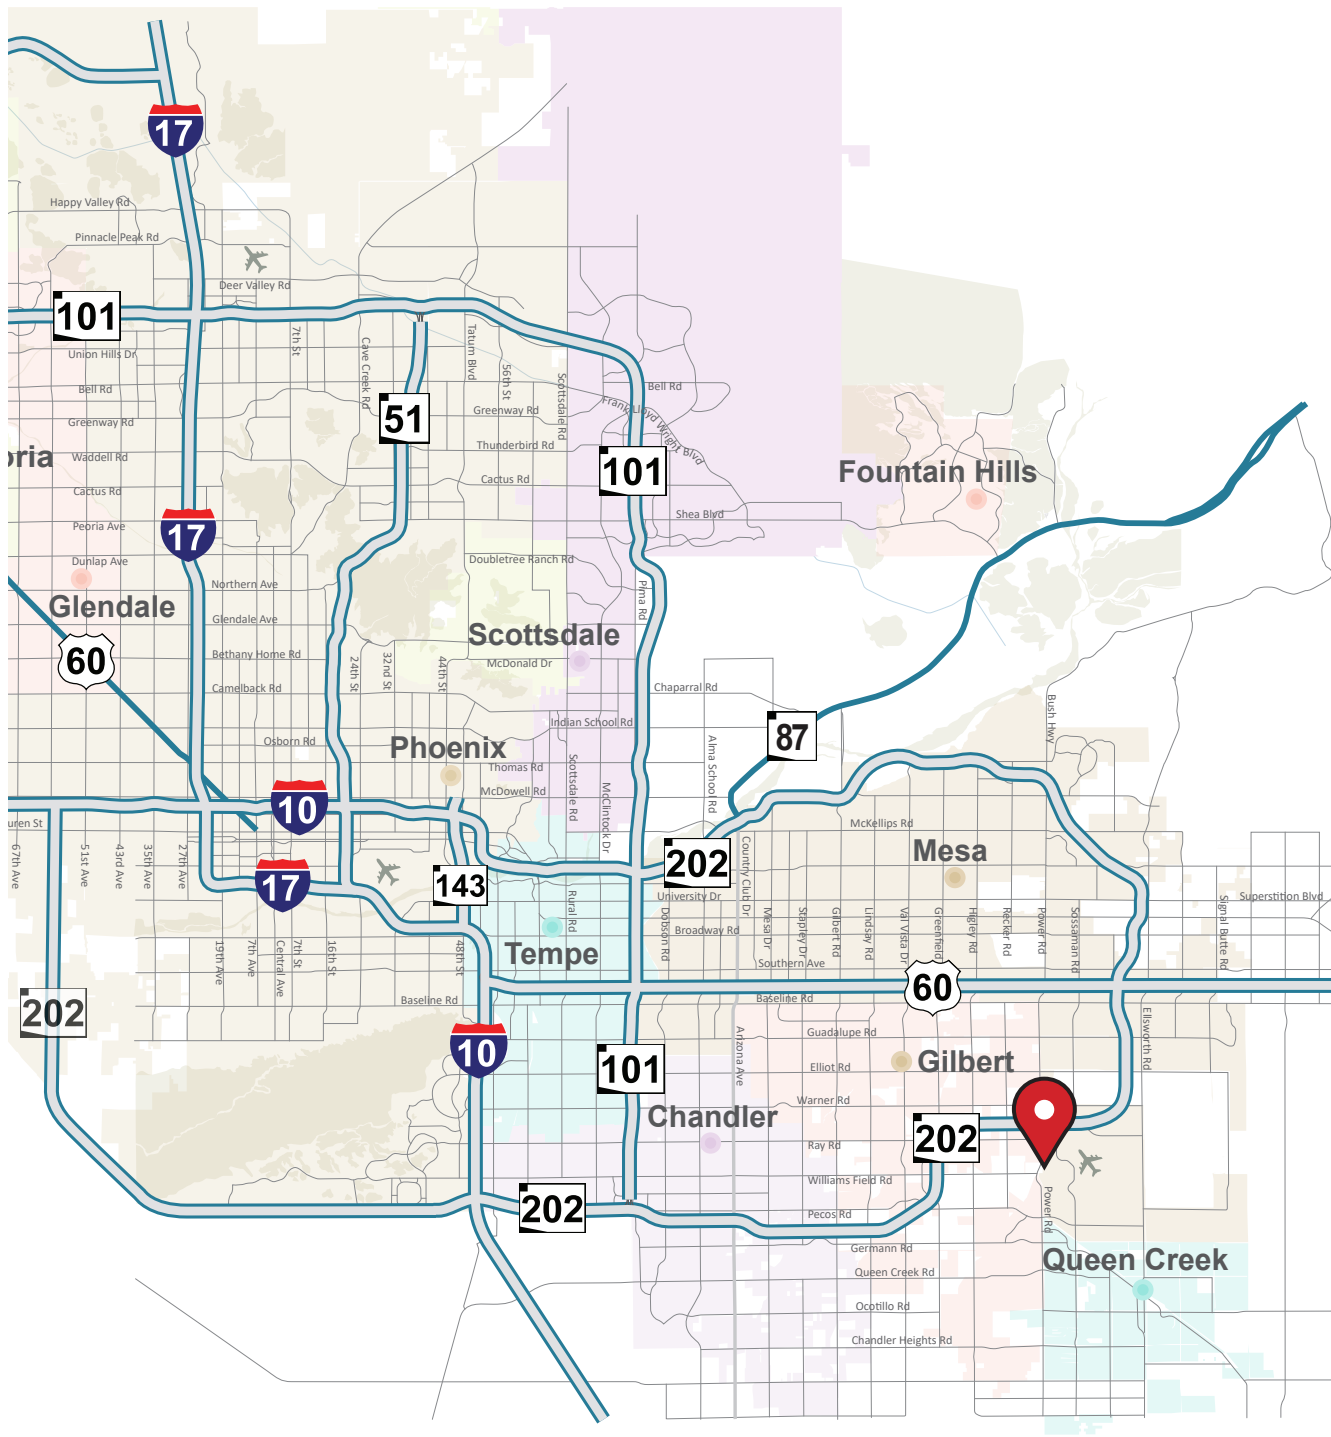 17
Happy Valley Rd
Pinnacle Peak Rd
Deer Valley Rd
101
Union Hills Dr
7th St
Cave Creek Rd
Tatum Blvd
56th St
Scottsdale Rd
Bell Rd
Bell Rd
51
Greenway Rd
Greenway Rd
Frank Lloyd Wright Blvd
Thunderbird Rd
oria
Waddell Rd
101
Fountain Hills
Cactus Rd
Cactus Rd
Peoria Ave
17
Shea Blvd
Dunlap Ave
Doubletree Ranch Rd
Northern Ave
Pima Rd
Glendale
Glendale Ave
Scottsdale
60
Bethany Home Rd
24th St
32nd St
44th St
McDonald Dr
Camelback Rd
Chaparral Rd
Bush Hwy
Indian School Rd
Osborn Rd
Phoenix
87
Alma School Rd
Thomas Rd
Scottsdale Rd
McClintock Dr
McDowell Rd
10
uren St
McKellips Rd
67th Ave
51st Ave
43rd Ave
35th Ave
27th Ave
Mesa
202
Country Club Dr
17
143
University Dr
Superstition Blvd
Rural Rd
Dobson Rd
Broadway Rd
Mesa Dr
Stapley Dr
Gilbert Rd
Lindsay Rd
Val Vista Dr
Greenfield
Higley Rd
Recker Rd
Power Rd
Sossaman Rd
Signal Butte Rd
19th Ave
7th Ave
Central Ave
7th St
16th St
48th St
Tempe
Southern Ave
60
Baseline Rd
Baseline Rd
202
Ellsworth Rd
Guadalupe Rd
10
Arizona Ave
101
Elliot Rd
Gilbert
Warner Rd
Chandler
202
Ray Rd
Williams Field Rd
Power Rd
202
Pecos Rd
Germann Rd
Queen Creek
Queen Creek Rd
Ocotillo Rd
Chandler Heights Rd